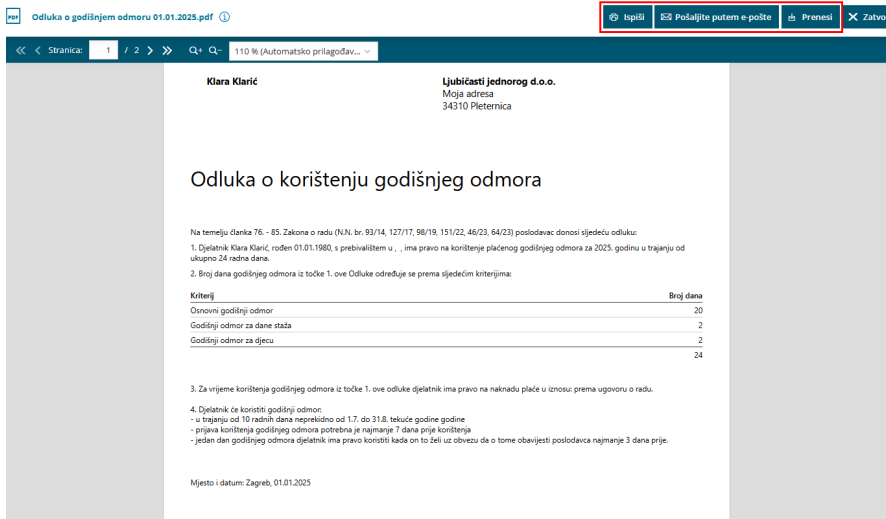 PDF Odluka o godišnjem odmoru 01.01.2025.pdf
Ispiši Pošaljite putem e-pošte Prenesi Zatvo
Stranica: 1 / 2 110 % (Automatsko prilagođav...
Klara Klarić
Ljubičasti jednorog d.o.o.
Moja adresa
34310 Pleternica
Odluka o korištenju godišnjeg odmora
Na temelju članka 76. - 85. Zakona o radu (N.N. br. 93/14, 127/17, 98/19, 151/22, 46/23, 64/23) poslodavac donosi sljedeću odluku:
1. Djelatnik Klara Klarić, rođen 01.01.1980, s prebivalištem u , , ima pravo na korištenje plaćenog godišnjeg odmora za 2025. godinu u trajanju od
ukupno 24 radna dana.
2. Broj dana godišnjeg odmora iz točke 1. ove Odluke određuje se prema sljedećim kriterijima:
Kriterij Broj dana
Osnovni godišnji odmor 20
Godišnji odmor za dane staža 2
Godišnji odmor za djecu 2
24
3. Za vrijeme korištenja godišnjeg odmora iz točke 1. ove odluke djelatnik ima pravo na naknadu plaće u iznosu: prema ugovoru o radu.
4. Djelatnik će koristiti godišnji odmor:
- u trajanju od 10 radnih dana neprekidno od 1.7. do 31.8. tekuće godine godine
- prijava korištenja godišnjeg odmora potrebna je najmanje 7 dana prije korištenja
- jedan dan godišnjeg odmora djelatnik ima pravo koristiti kada on to želi uz obvezu da o tome obavijesti poslodavca najmanje 3 dana prije.
Mjesto i datum: Zagreb, 01.01.2025